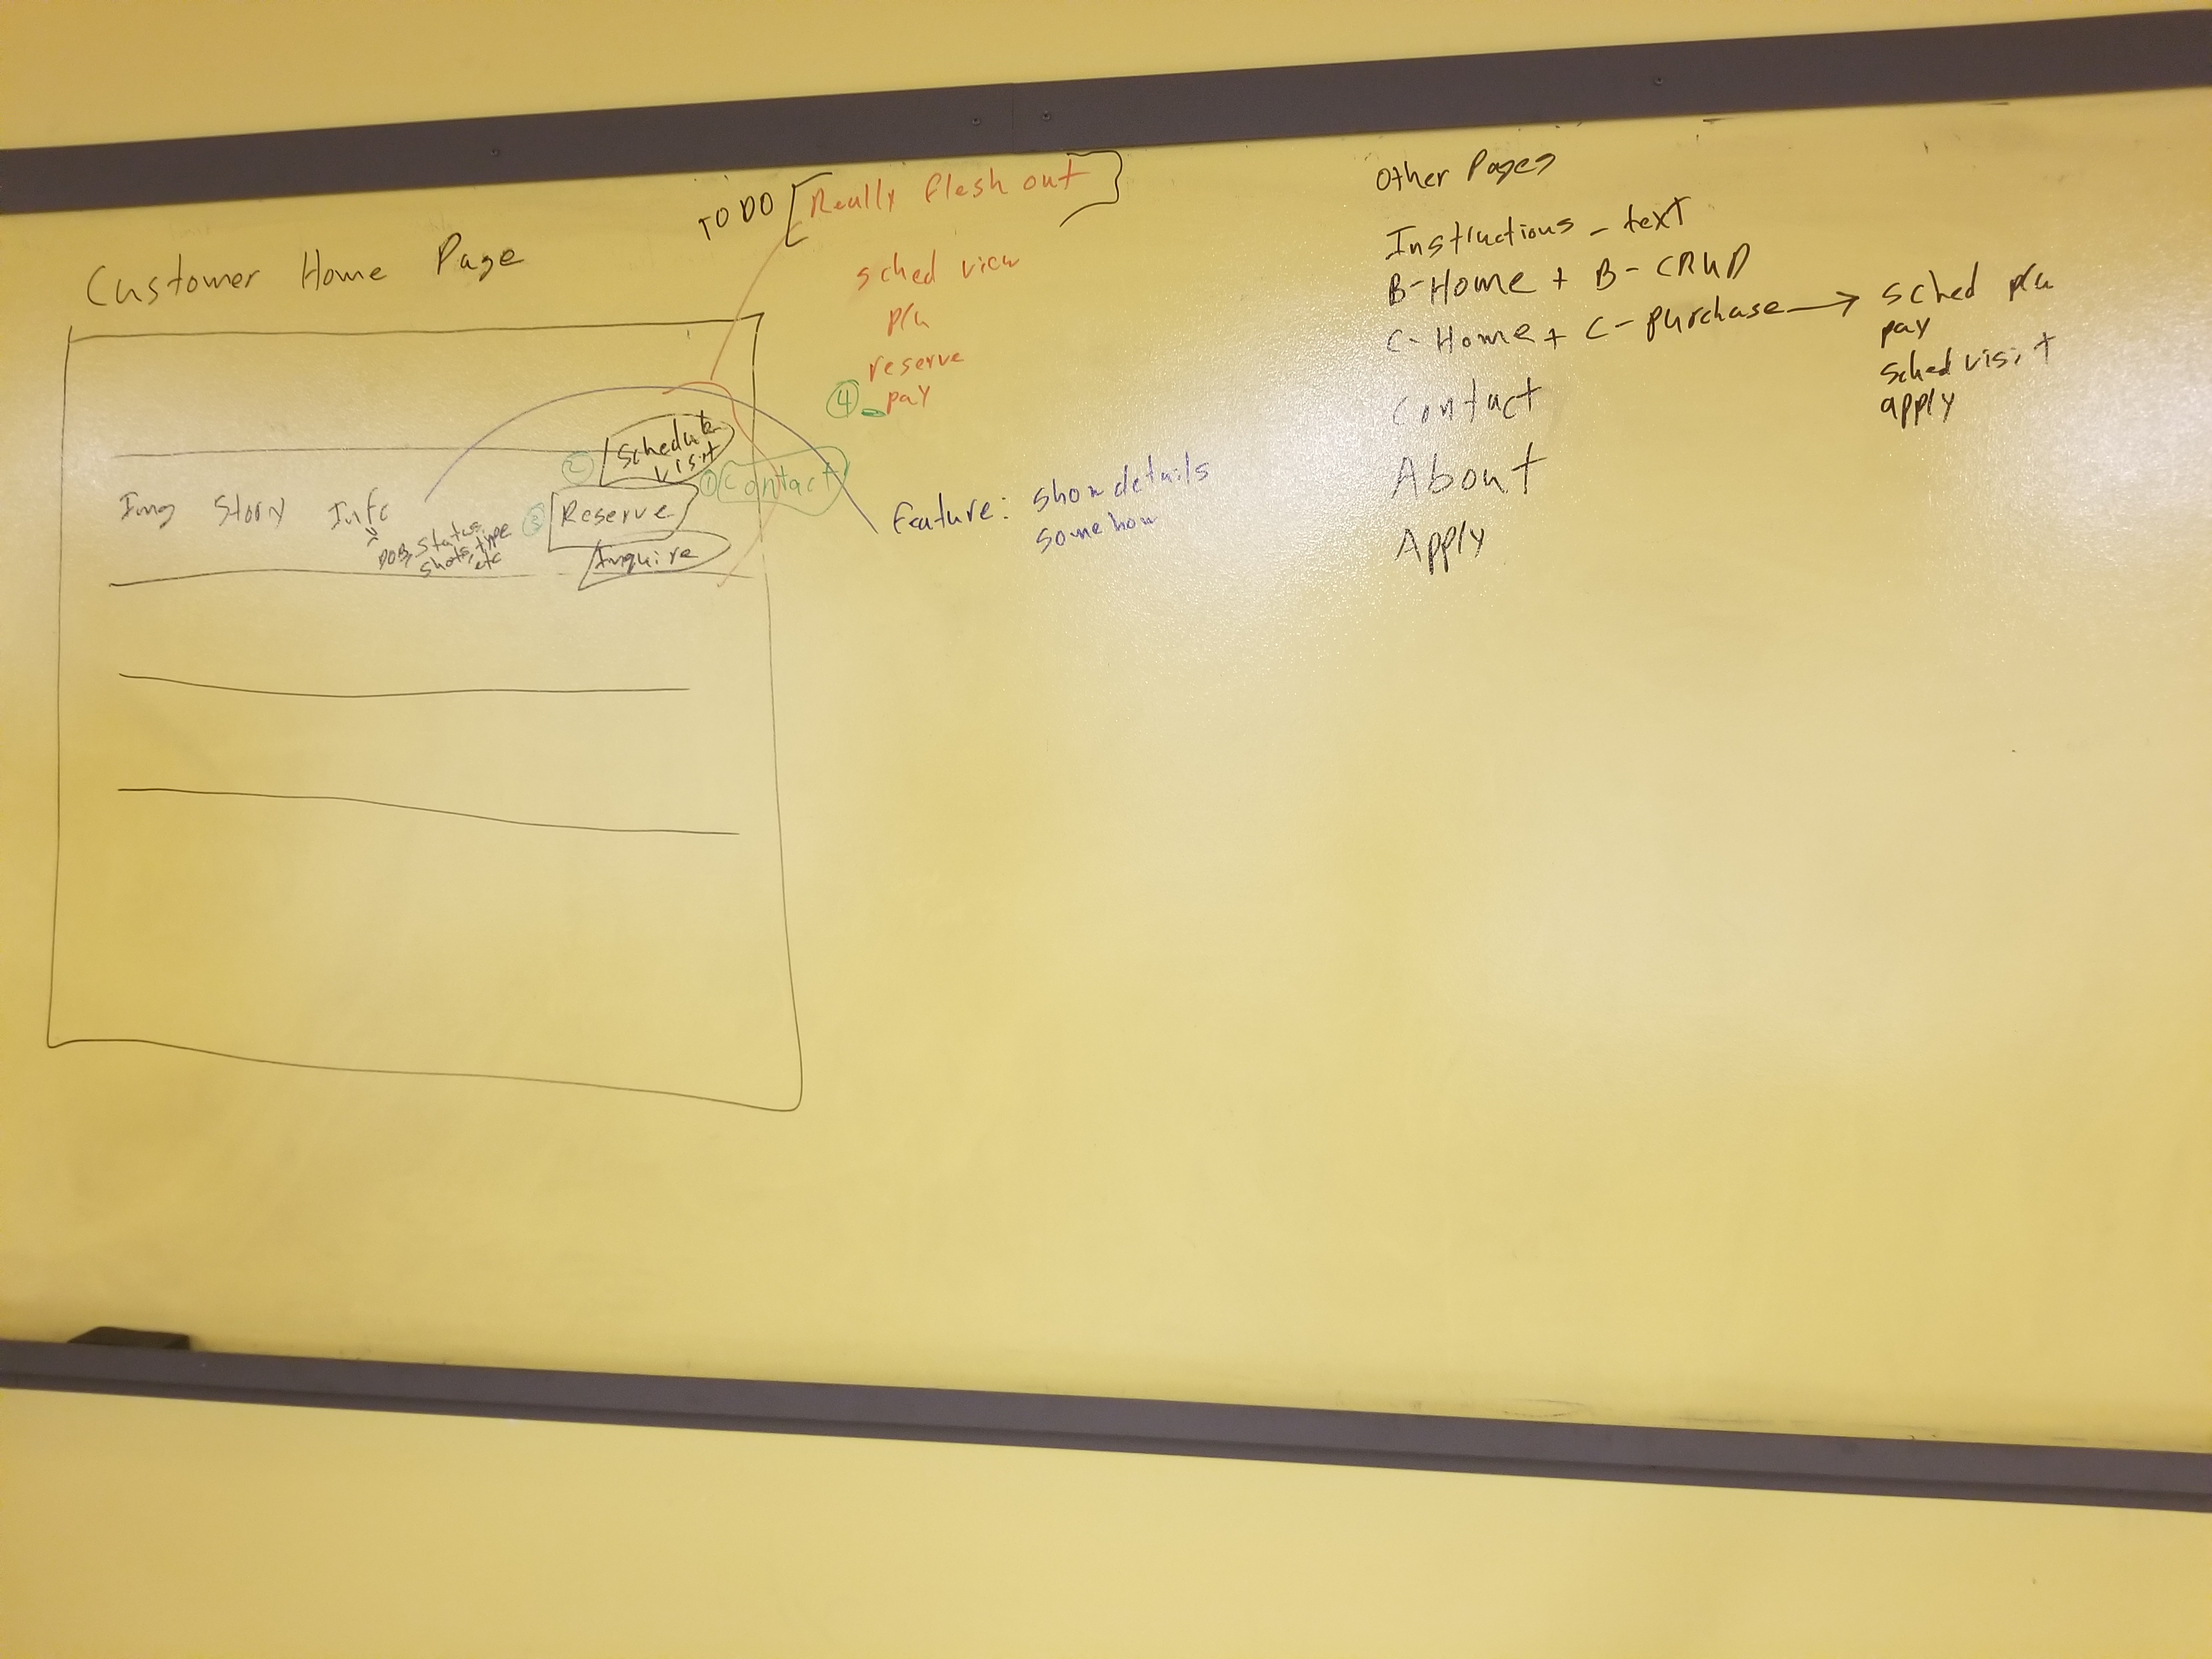 Customer Home Page
Img Story Info
DOB, Status,
shots, type
etc
② Schedule
visit
① Contact
③ Reserve
Inquire
TO DO [Really flesh out]
sched view
p/u
reserve
④ pay
Feature: show details
somehow
Other Pages
Instructions - text
B-Home + B-CRUD
C-Home + C-purchase → sched p/u
pay
sched visit
apply
Contact
About
Apply